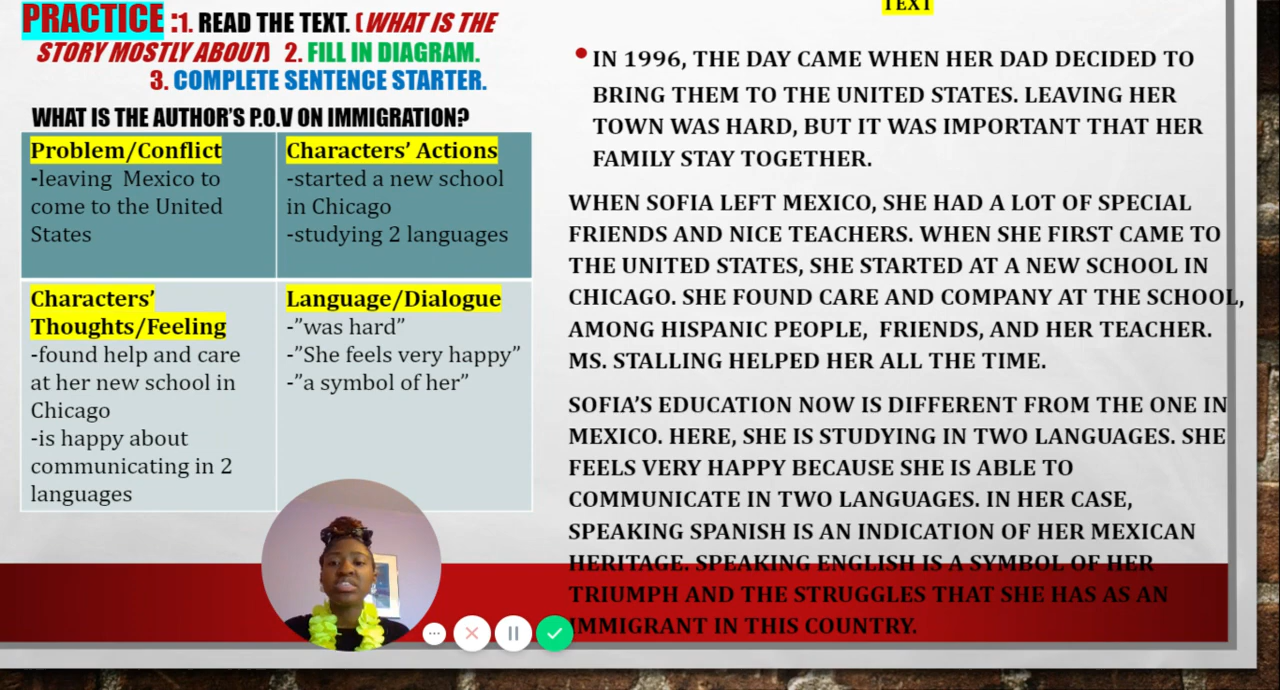 PRACTICE :1. READ THE TEXT. (WHAT IS THE
STORY MOSTLY ABOUT) 2. FILL IN DIAGRAM.
3. COMPLETE SENTENCE STARTER.
WHAT IS THE AUTHOR'S P.O.V ON IMMIGRATION?
Problem/Conflict
-leaving Mexico to
come to the United
States
Characters' Actions
-started a new school
in Chicago
-studying 2 languages
Characters'
Thoughts/Feeling
-found help and care
at her new school in
Chicago
-is happy about
communicating in 2
languages
Language/Dialogue
-"was hard"
-"She feels very happy"
-"a symbol of her"
TEXT
• IN 1996, THE DAY CAME WHEN HER DAD DECIDED TO
BRING THEM TO THE UNITED STATES. LEAVING HER
TOWN WAS HARD, BUT IT WAS IMPORTANT THAT HER
FAMILY STAY TOGETHER.
WHEN SOFIA LEFT MEXICO, SHE HAD A LOT OF SPECIAL
FRIENDS AND NICE TEACHERS. WHEN SHE FIRST CAME TO
THE UNITED STATES, SHE STARTED AT A NEW SCHOOL IN
CHICAGO. SHE FOUND CARE AND COMPANY AT THE SCHOOL,
AMONG HISPANIC PEOPLE, FRIENDS, AND HER TEACHER.
MS. STALLING HELPED HER ALL THE TIME.
SOFIA'S EDUCATION NOW IS DIFFERENT FROM THE ONE IN
MEXICO. HERE, SHE IS STUDYING IN TWO LANGUAGES. SHE
FEELS VERY HAPPY BECAUSE SHE IS ABLE TO
COMMUNICATE IN TWO LANGUAGES. IN HER CASE,
SPEAKING SPANISH IS AN INDICATION OF HER MEXICAN
HERITAGE. SPEAKING ENGLISH IS A SYMBOL OF HER
TRIUMPH AND THE STRUGGLES THAT SHE HAS AS AN
IMMIGRANT IN THIS COUNTRY.